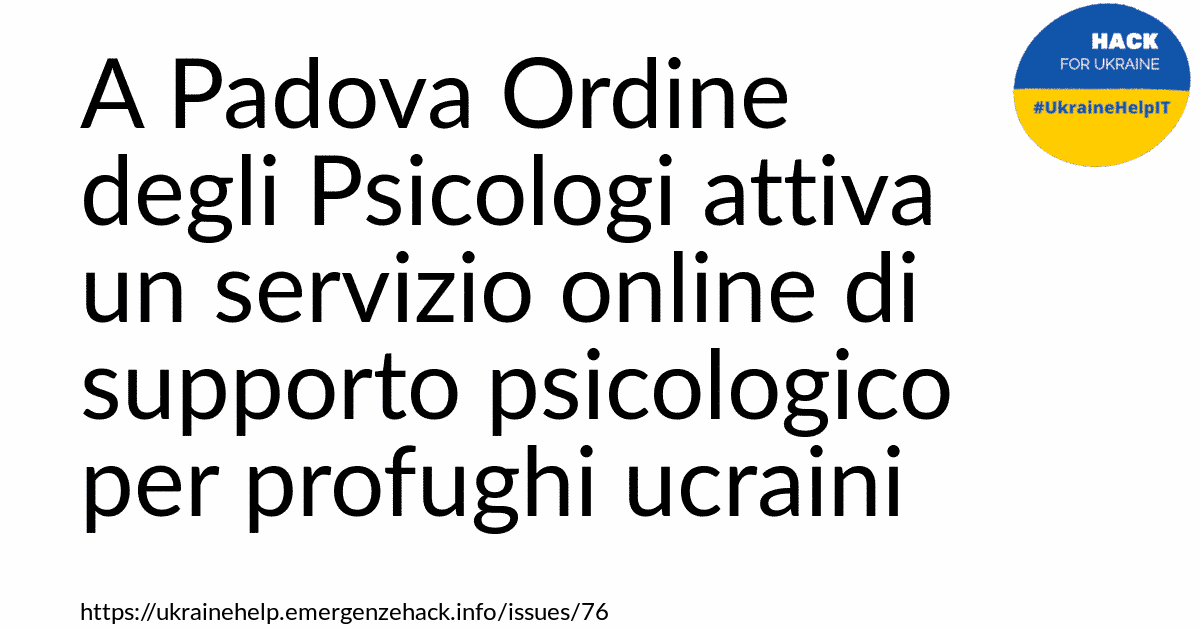 A Padova Ordine
degli Psicologi attiva
un servizio online di
supporto psicologico
per profughi ucraini
HACK
FOR UKRAINE
#UkraineHelpIT
https://ukrainehelp.emergenzehack.info/issues/76